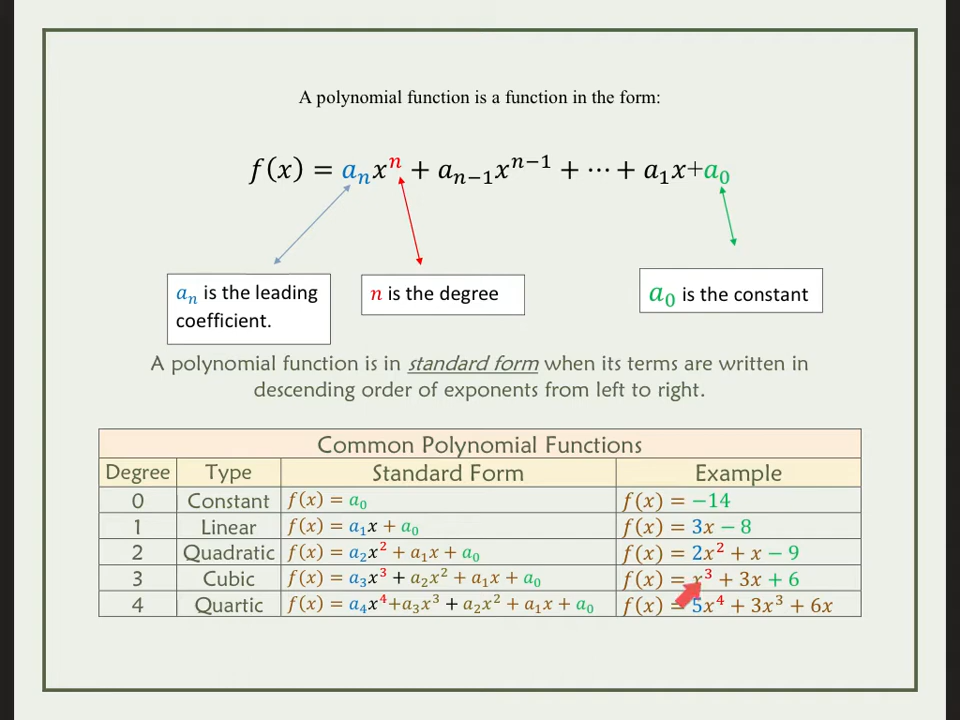 A polynomial function is a function in the form:
f(x) = aₙxⁿ + aₙ₋₁xⁿ⁻¹ + ⋯ + a₁x+a₀
aₙ is the leading
coefficient.
n is the degree
a₀ is the constant
A polynomial function is in standard form when its terms are written in
descending order of exponents from left to right.
Common Polynomial Functions
Degree Type Standard Form Example
0 Constant f(x) = a₀ f(x) = −14
1 Linear f(x) = a₁x + a₀ f(x) = 3x − 8
2 Quadratic f(x) = a₂x² + a₁x + a₀ f(x) = 2x² + x − 9
3 Cubic f(x) = a₃x³ + a₂x² + a₁x + a₀ f(x) = x³ + 3x + 6
4 Quartic f(x) = a₄x⁴+a₃x³ + a₂x² + a₁x + a₀ f(x) = 5x⁴ + 3x³ + 6x